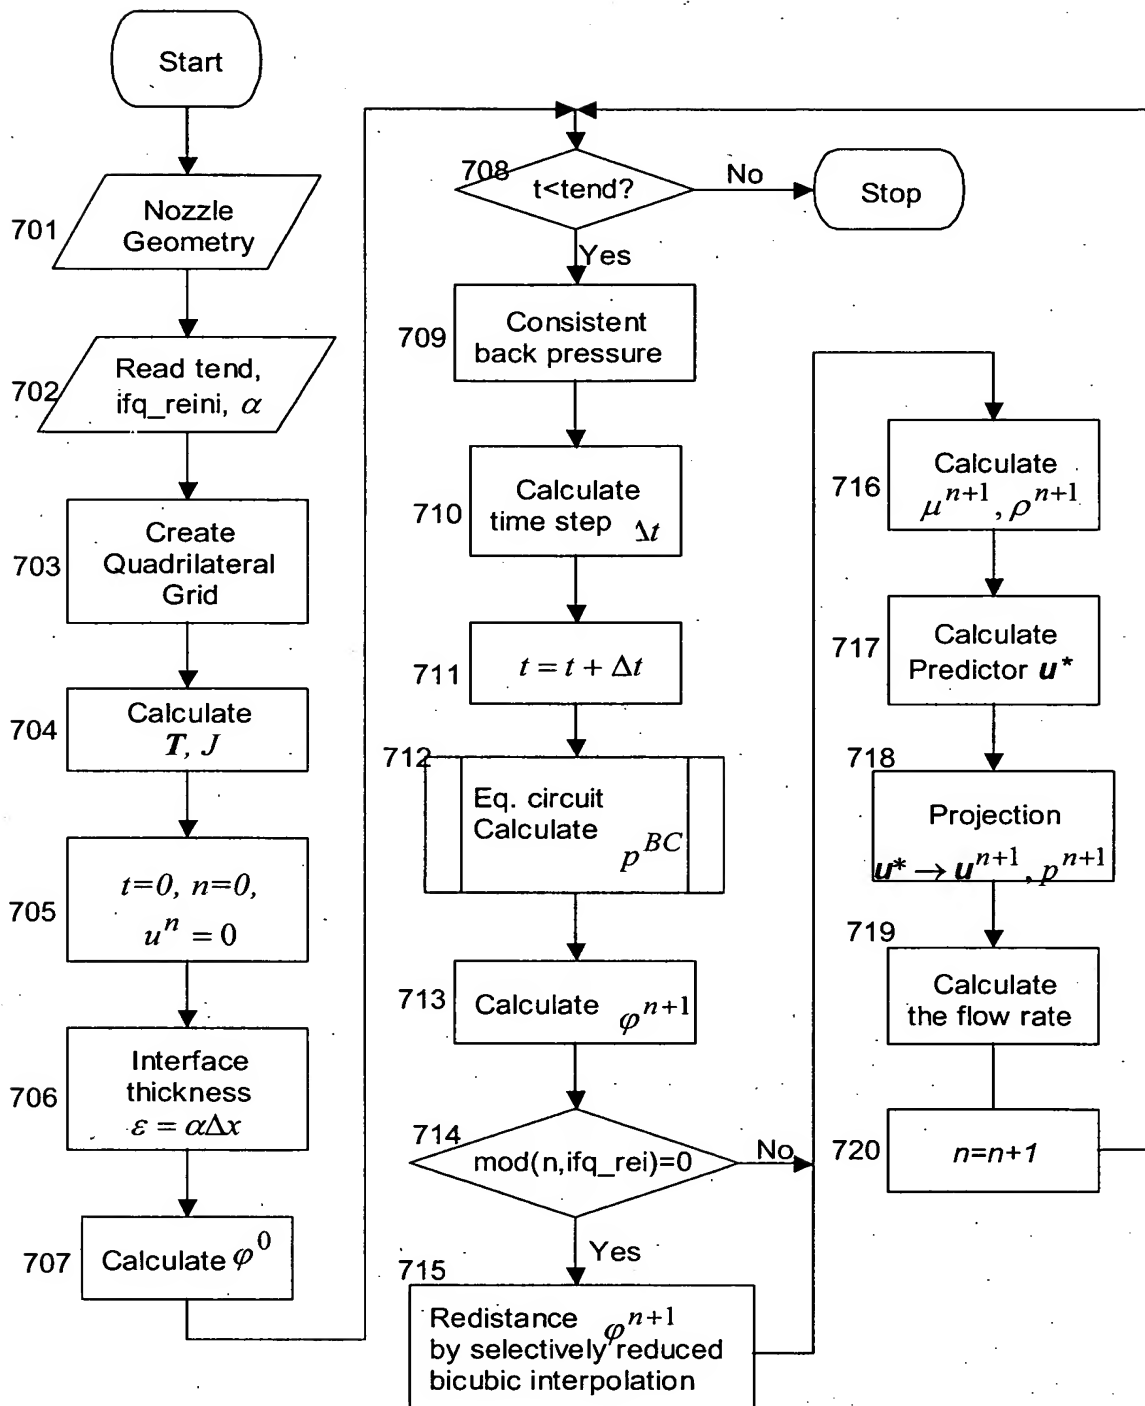 Start
701
Nozzle
Geometry
702
Read tend,
ifq_reini, α
703
Create
Quadrilateral
Grid
704
Calculate
T, J
705
t=0, n=0,
uⁿ = 0
706
Interface
thickness
ε = αΔx
707
Calculate φ⁰
708
t<tend?
No
Stop
Yes
709
Consistent
back pressure
710
Calculate
time step Δt
711
t = t + Δt
712
Eq. circuit
Calculate
p^{BC}
713
Calculate φ^{n+1}
714
mod(n,ifq_rei)=0
No
Yes
715
Redistance φ^{n+1}
by selectively reduced
bicubic interpolation
716
Calculate
μ^{n+1}, ρ^{n+1}
717
Calculate
Predictor u*
718
Projection
u* → u^{n+1}, p^{n+1}
719
Calculate
the flow rate
720
n=n+1